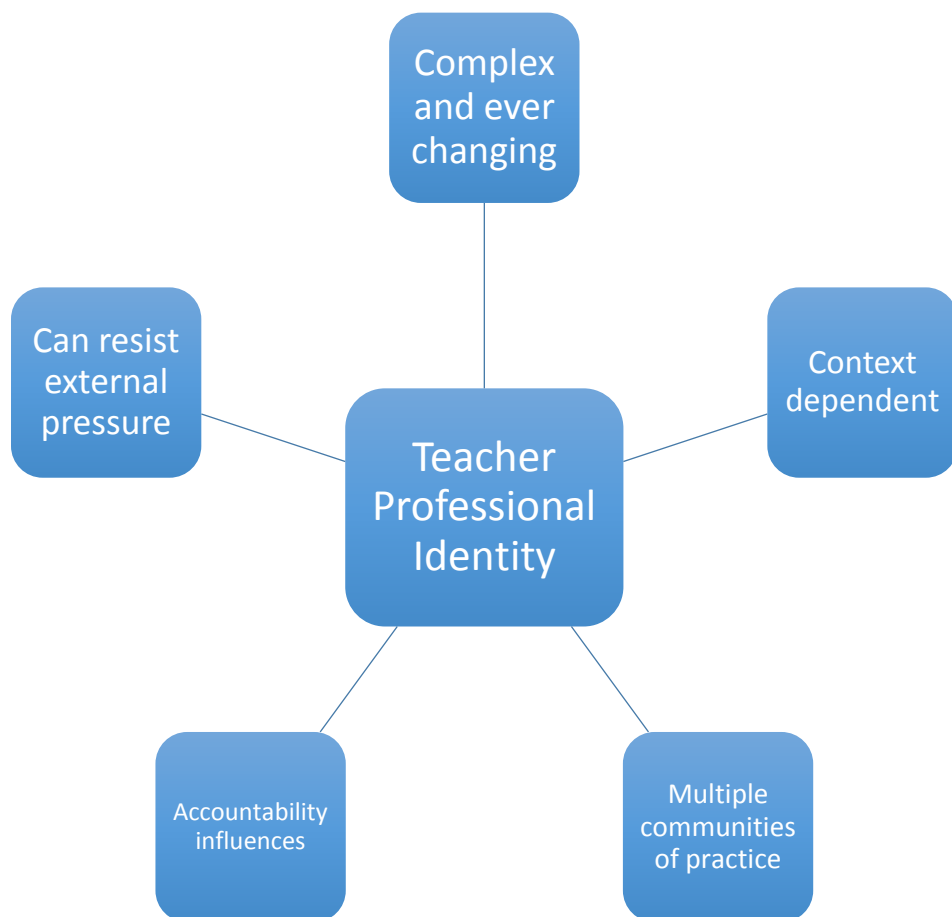 Complex
and ever
changing
Can resist
external
pressure
Context
dependent
Teacher
Professional
Identity
Accountability
influences
Multiple
communities
of practice